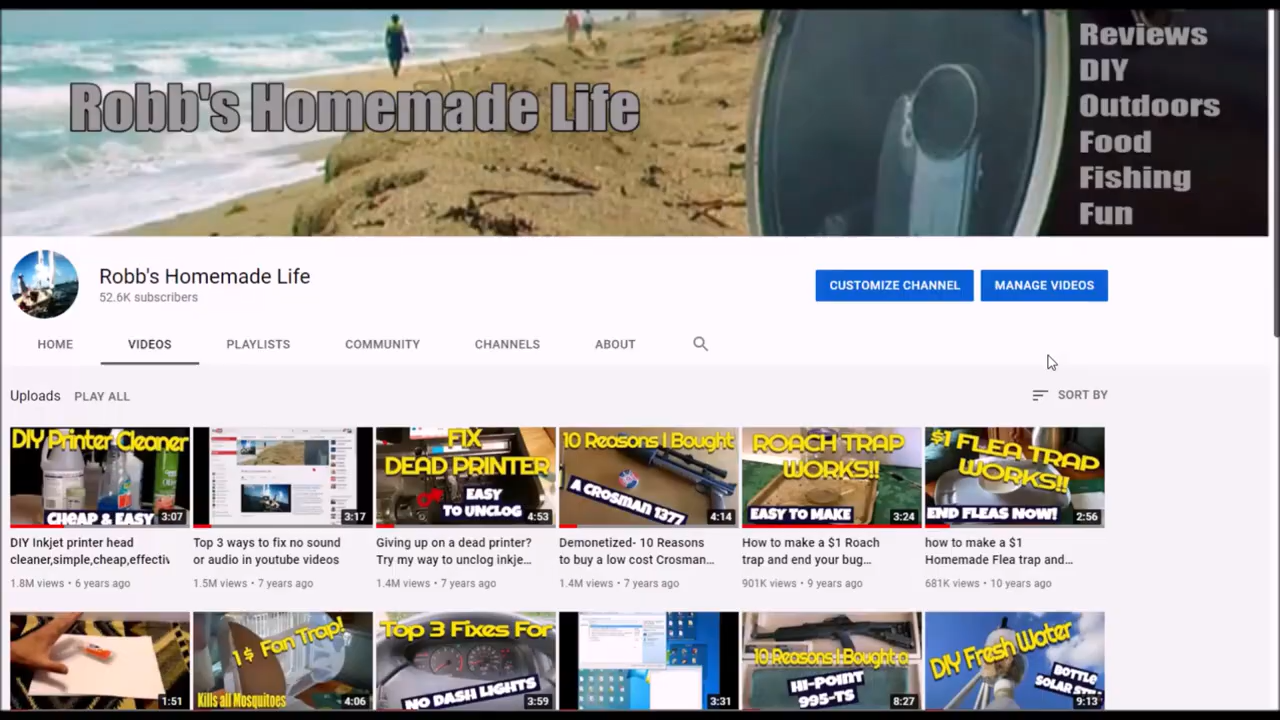 Robb's Homemade Life
Reviews
DIY
Outdoors
Food
Fishing
Fun
Robb's Homemade Life
52.6K subscribers
CUSTOMIZE CHANNEL
MANAGE VIDEOS
HOME
VIDEOS
PLAYLISTS
COMMUNITY
CHANNELS
ABOUT
Uploads
PLAY ALL
SORT BY
DIY Printer Cleaner
CHEAP & EASY
3:07
DIY Inkjet printer head
cleaner,simple,cheap,effectiv
1.8M views • 6 years ago
3:17
Top 3 ways to fix no sound
or audio in youtube videos
1.5M views • 7 years ago
FIX
DEAD PRINTER
EASY
TO UNCLOG
4:53
Giving up on a dead printer?
Try my way to unclog inkje...
1.4M views • 7 years ago
10 Reasons I Bought
A CROSMAN 1377
4:14
Demonetized- 10 Reasons
to buy a low cost Crosman...
1.4M views • 7 years ago
ROACH TRAP
WORKS!!
EASY TO MAKE
3:24
How to make a $1 Roach
trap and end your bug...
901K views • 9 years ago
$1 FLEA TRAP
WORKS!!
END FLEAS NOW!
2:56
how to make a $1
Homemade Flea trap and...
681K views • 10 years ago
1:51
1$ Fan Trap!
Kills all Mosquitoes
4:06
Top 3 Fixes For
NO DASH LIGHTS
3:59
3:31
10 Reasons I Bought a
HI-POINT
995-TS
8:27
DIY Fresh Water
BOTTLE
9:13